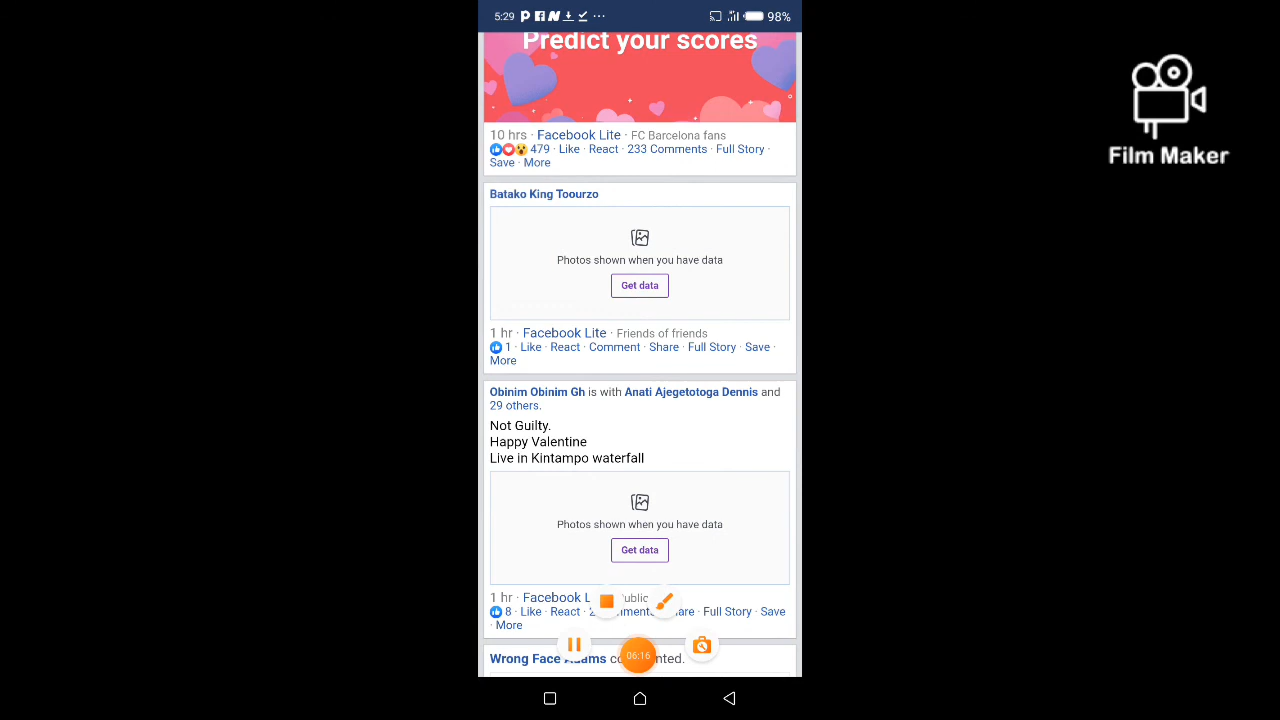 5:29 98%
Predict your scores
10 hrs · Facebook Lite · FC Barcelona fans
479 · Like · React · 233 Comments · Full Story ·
Save · More
Batako King Toourzo
Photos shown when you have data
Get data
1 hr · Facebook Lite · Friends of friends
1 · Like · React · Comment · Share · Full Story · Save ·
More
Obinim Obinim Gh is with Anati Ajegetotoga Dennis and
29 others.
Not Guilty.
Happy Valentine
Live in Kintampo waterfall
Photos shown when you have data
Get data
1 hr · Facebook
8 · Like · React · Full Story · Save
· More
06:16
Wrong Face
Film Maker